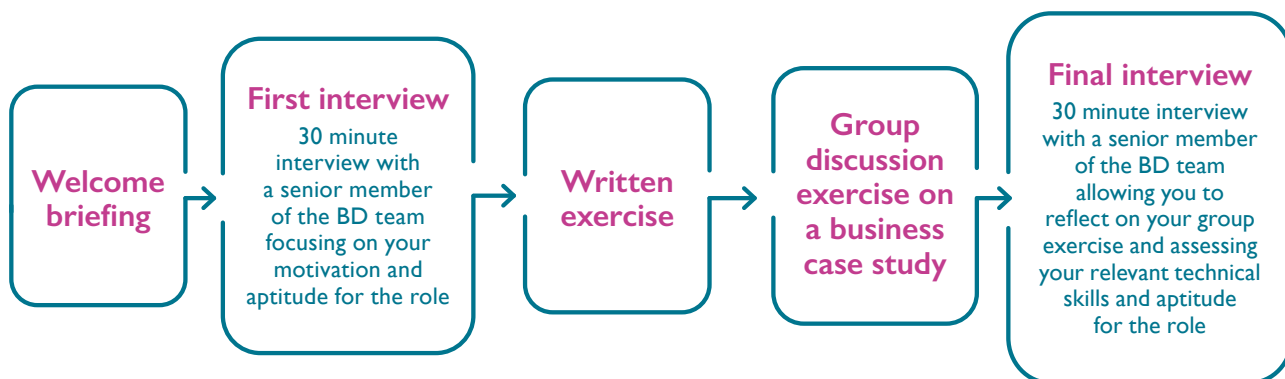 Welcome
briefing
First interview
30 minute
interview with
a senior member
of the BD team
focusing on your
motivation and
aptitude for the role
Written
exercise
Group
discussion
exercise on
a business
case study
Final interview
30 minute interview
with a senior member
of the BD team
allowing you to
reflect on your group
exercise and assessing
your relevant technical
skills and aptitude
for the role